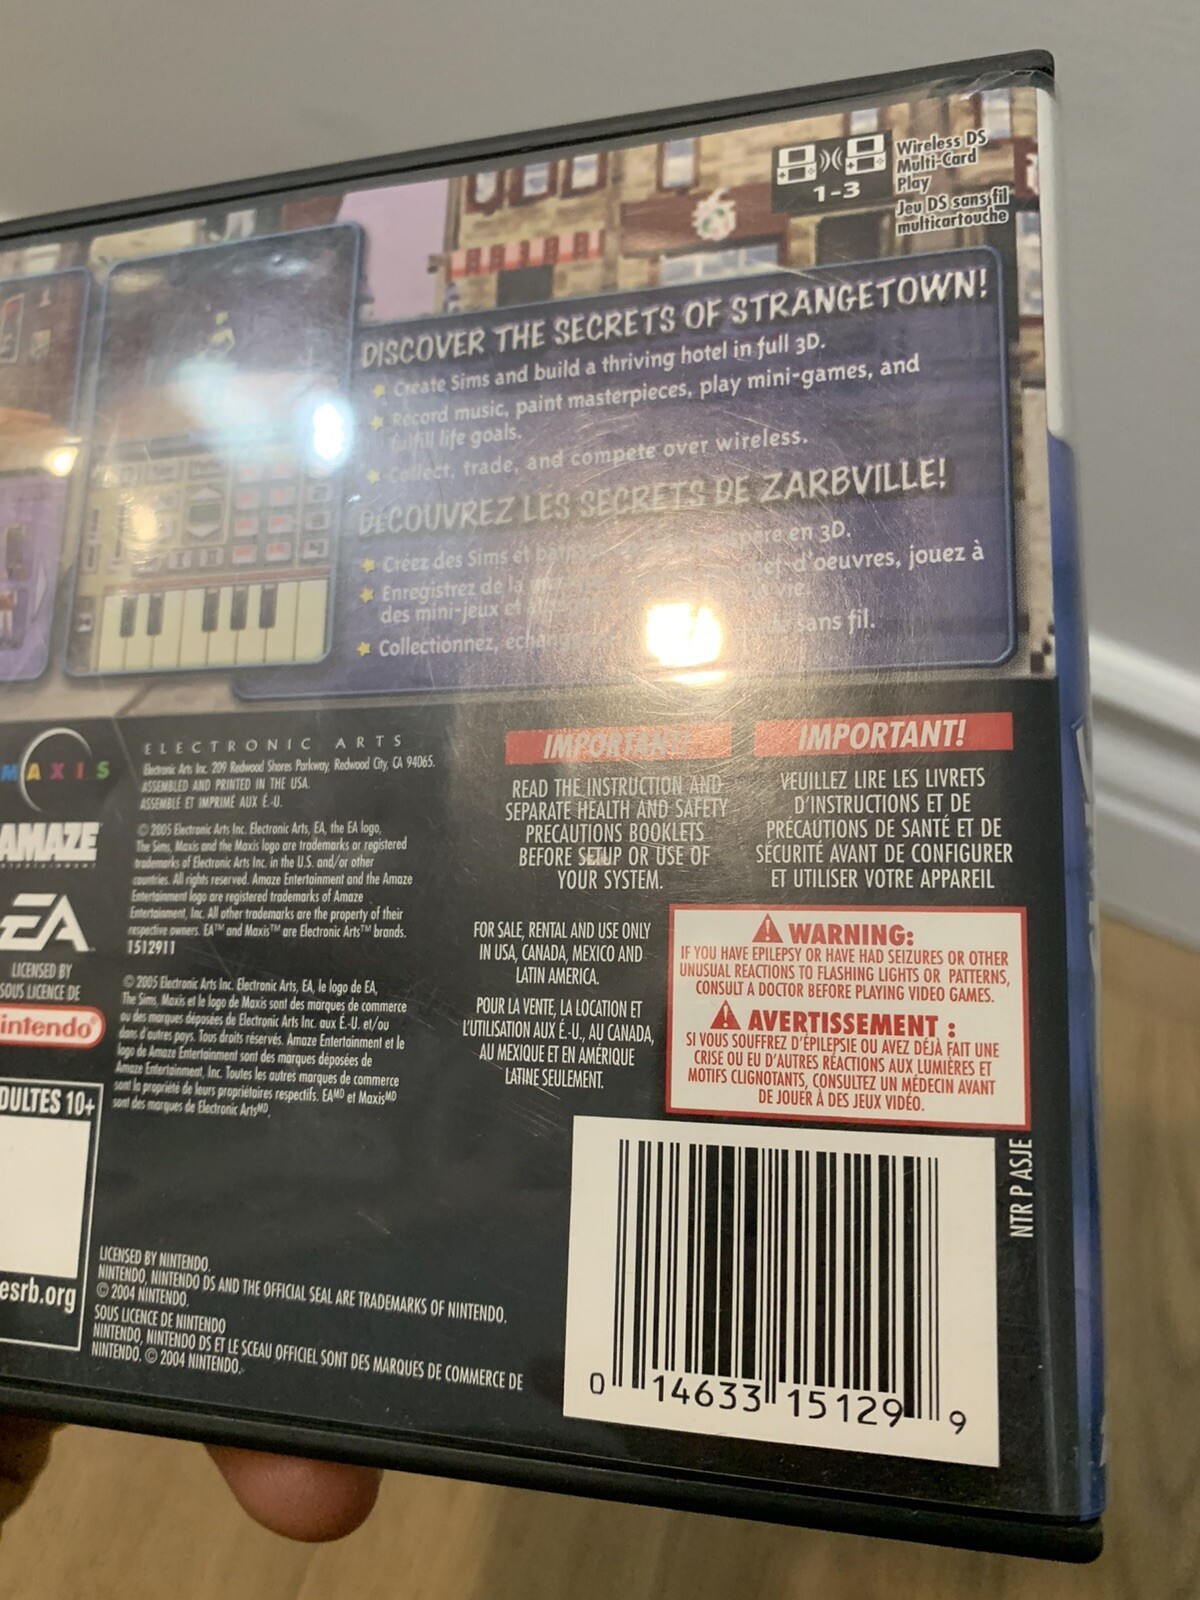 1-3
Wireless DS
Multi-Card
Play
Jeu DS sans fil
multicartouche
DISCOVER THE SECRETS OF STRANGETOWN!
Create Sims and build a thriving hotel in full 3D.
Record music, paint masterpieces, play mini-games, and
fulfill life goals.
Collect, trade, and compete over wireless.
DÉCOUVREZ LES SECRETS DE ZARBVILLE!
Créez des Sims et en 3D.
Enregistrez de la d'oeuvres, jouez à
des mini-jeux et vie.
Collectionnez, sans fil.
MAXIS
AMAZE
ENTERTAINMENT
EA
LICENSED BY
SOUS LICENCE DE
intendo®
DULTES 10+
esrb.org
ELECTRONIC ARTS
Electronic Arts Inc. 209 Redwood Shores Parkway, Redwood City, CA 94065.
ASSEMBLED AND PRINTED IN THE USA.
ASSEMBLÉ ET IMPRIMÉ AUX É.-U.
© 2005 Electronic Arts Inc. Electronic Arts, EA, the EA logo,
The Sims, Maxis and the Maxis logo are trademarks or registered
trademarks of Electronic Arts Inc. in the U.S. and/or other
countries. All rights reserved. Amaze Entertainment and the Amaze
Entertainment logo are registered trademarks of Amaze
Entertainment, Inc. All other trademarks are the property of their
respective owners. EA™ and Maxis™ are Electronic Arts™ brands.
1512911
© 2005 Electronic Arts Inc. Electronic Arts, EA, le logo de EA,
The Sims, Maxis et le logo de Maxis sont des marques de commerce
ou des marques déposées de Electronic Arts Inc. aux É.-U. et/ou
dans d'autres pays. Tous droits réservés. Amaze Entertainment et le
logo de Amaze Entertainment sont des marques déposées de
Amaze Entertainment, Inc. Toutes les autres marques de commerce
sont la propriété de leurs propriétaires respectifs. EAMD et MaxisMD
sont des marques de Electronic ArtsMD.
LICENSED BY NINTENDO.
NINTENDO, NINTENDO DS AND THE OFFICIAL SEAL ARE TRADEMARKS OF NINTENDO.
© 2004 NINTENDO.
SOUS LICENCE DE NINTENDO
NINTENDO, NINTENDO DS ET LE SCEAU OFFICIEL SONT DES MARQUES DE COMMERCE DE
NINTENDO. © 2004 NINTENDO.
IMPORTANT!
READ THE INSTRUCTION AND
SEPARATE HEALTH AND SAFETY
PRECAUTIONS BOOKLETS
BEFORE SETUP OR USE OF
YOUR SYSTEM.
IMPORTANT!
VEUILLEZ LIRE LES LIVRETS
D'INSTRUCTIONS ET DE
PRÉCAUTIONS DE SANTÉ ET DE
SÉCURITÉ AVANT DE CONFIGURER
ET UTILISER VOTRE APPAREIL
FOR SALE, RENTAL AND USE ONLY
IN USA, CANADA, MEXICO AND
LATIN AMERICA.
POUR LA VENTE, LA LOCATION ET
L'UTILISATION AUX É.-U., AU CANADA,
AU MEXIQUE ET EN AMÉRIQUE
LATINE SEULEMENT.
WARNING:
IF YOU HAVE EPILEPSY OR HAVE HAD SEIZURES OR OTHER
UNUSUAL REACTIONS TO FLASHING LIGHTS OR PATTERNS,
CONSULT A DOCTOR BEFORE PLAYING VIDEO GAMES.
AVERTISSEMENT :
SI VOUS SOUFFREZ D'ÉPILEPSIE OU AVEZ DÉJÀ FAIT UNE
CRISE OU EU D'AUTRES RÉACTIONS AUX LUMIÈRES ET
MOTIFS CLIGNOTANTS, CONSULTEZ UN MÉDECIN AVANT
DE JOUER À DES JEUX VIDÉO.
NTR P ASJE
0 14633 15129 9